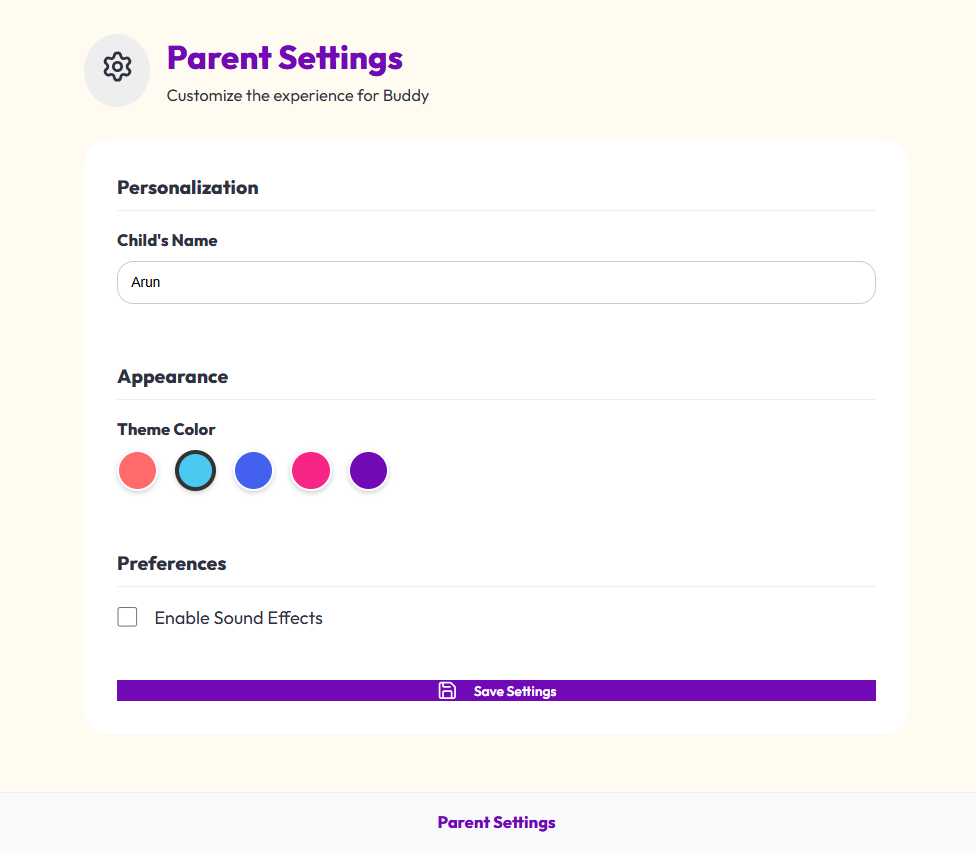 Parent Settings
Customize the experience for Buddy
Personalization
Child's Name
Arun
Appearance
Theme Color
Preferences
Enable Sound Effects
Save Settings
Parent Settings